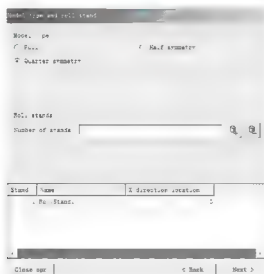 Model type and roll stand
Model type
Full
Half symmetry
Quarter symmetry
Roll stands
Number of stands
Stand Name X direction location
Close
< Back
Next >